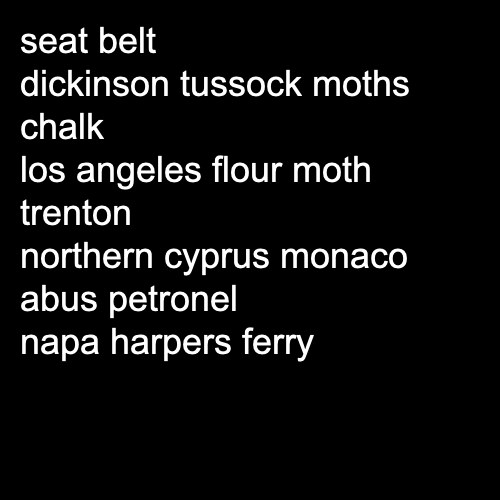 seat belt
dickinson tussock moths
chalk
los angeles flour moth
trenton
northern cyprus monaco
abus petronel
napa harpers ferry